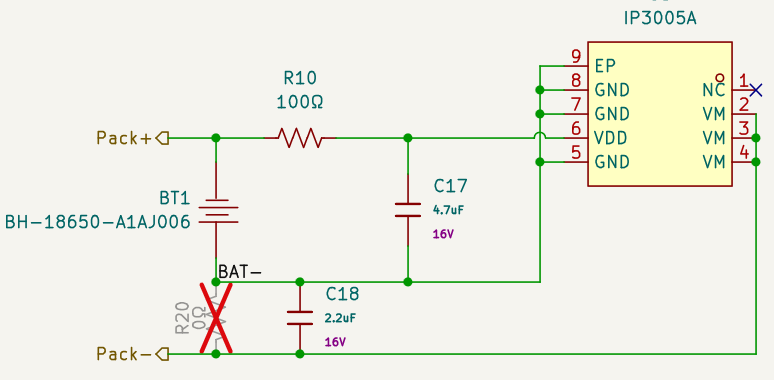 IP3005A
R10
100Ω
Pack+
9 EP
8 GND
7 GND
6 VDD
5 GND
NC 1
VM 2
VM 3
VM 4
BT1
BH-18650-A1AJ006
C17
4.7uF
16V
BAT-
R20
0Ω
C18
2.2uF
16V
Pack-